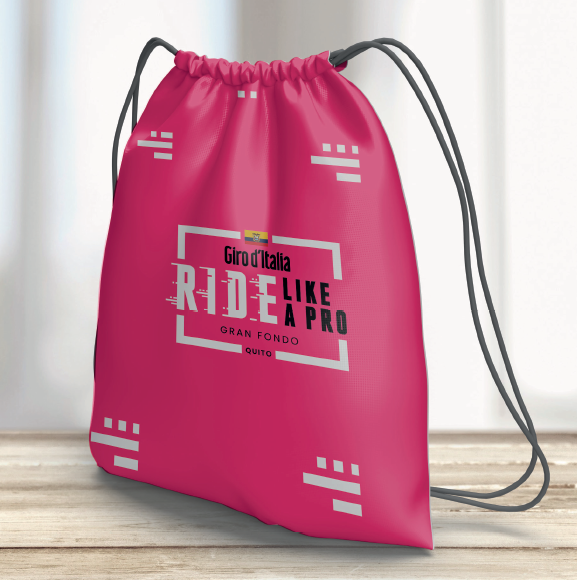 Giro d'Italia
RIDE LIKE A PRO
GRAN FONDO
QUITO